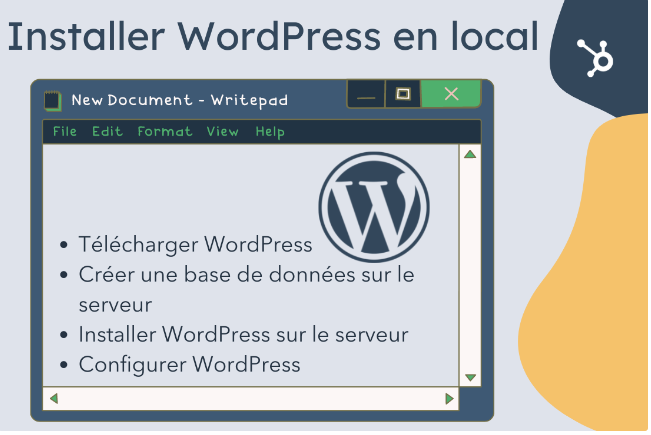 Installer WordPress en local
New Document - Writepad
File Edit Format View Help
Télécharger WordPress
Créer une base de données sur le
serveur
Installer WordPress sur le serveur
Configurer WordPress